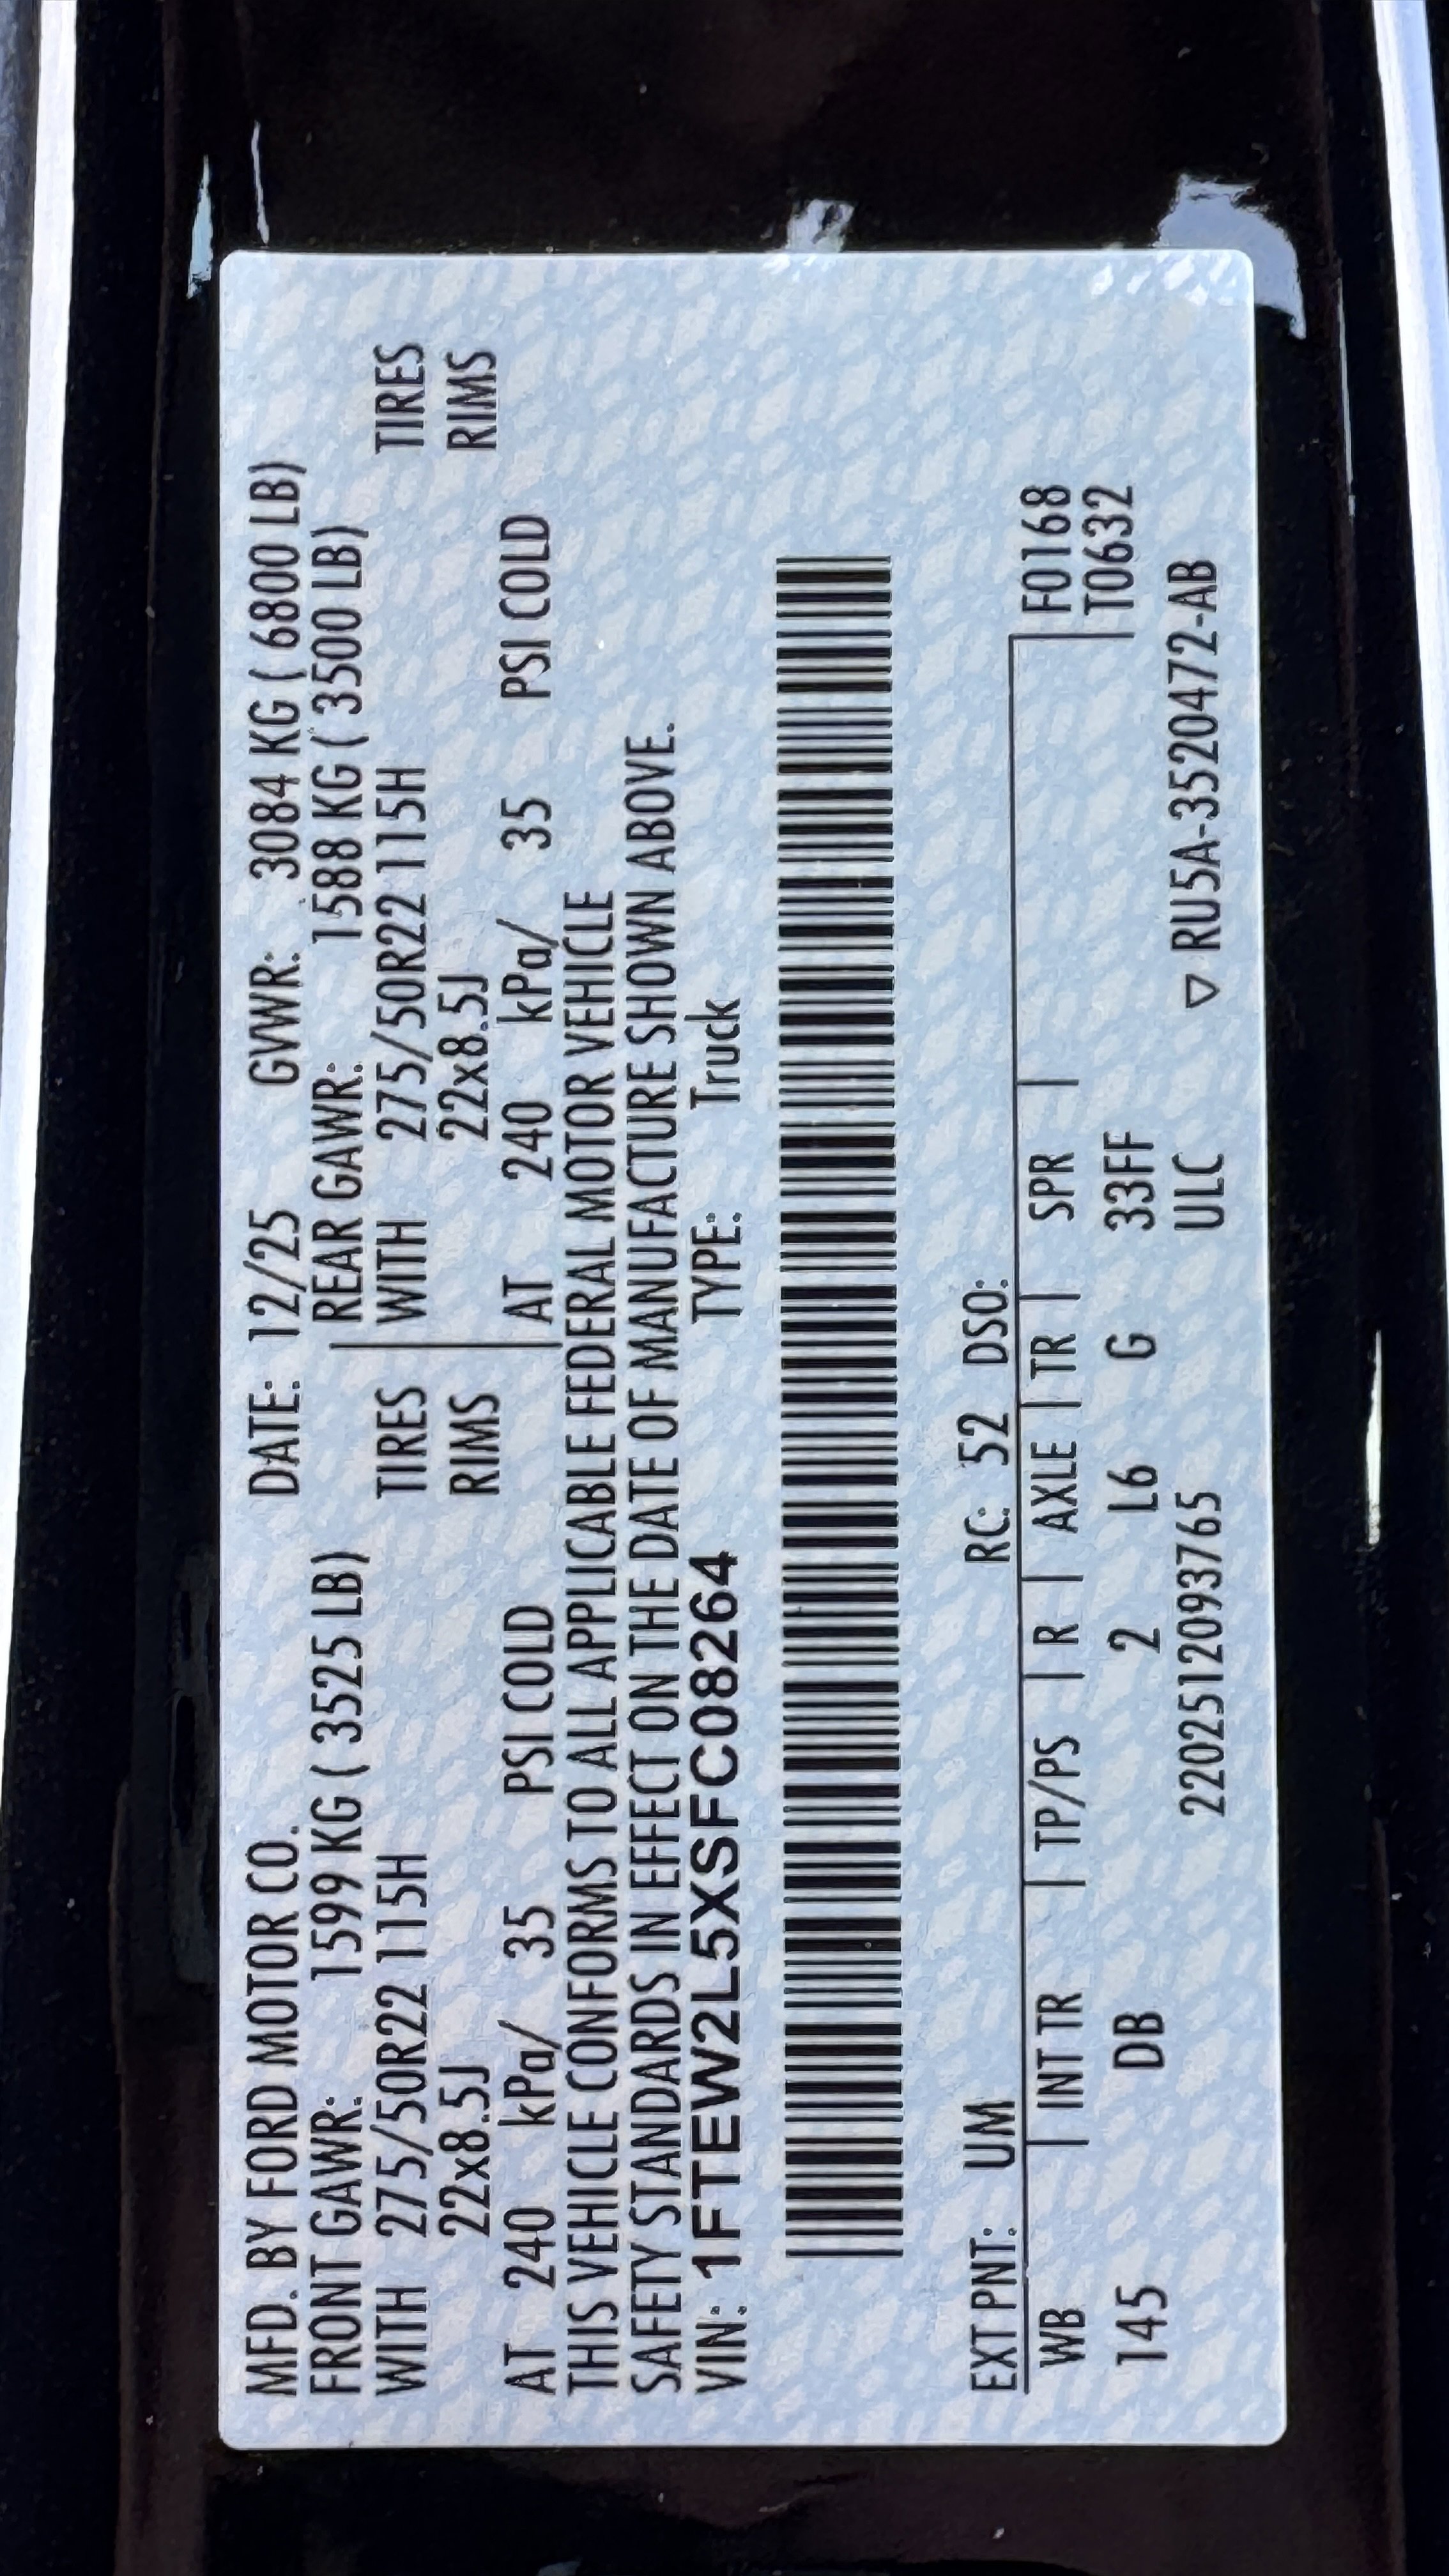 MFD. BY FORD MOTOR CO. DATE: 12/25 GVWR: 3084 KG ( 6800 LB)
FRONT GAWR: 1599 KG ( 3525 LB) REAR GAWR: 1588 KG ( 3500 LB)
WITH 275/50R22 115H TIRES WITH 275/50R22 115H TIRES
22x8.5J RIMS 22x8.5J RIMS
AT 240 kPa/ 35 PSI COLD AT 240 kPa/ 35 PSI COLD
THIS VEHICLE CONFORMS TO ALL APPLICABLE FEDERAL MOTOR VEHICLE
SAFETY STANDARDS IN EFFECT ON THE DATE OF MANUFACTURE SHOWN ABOVE.
VIN: 1FTEW2L5XSFC08264 TYPE: Truck
EXT PNT: UM RC: 52 DSO:
WB | INT TR | TP/PS | R | AXLE | TR | SPR | F0168
145 DB 2 L6 G 33FF T0632
2202512093765 ULC ▽ RU5A-3520472-AB